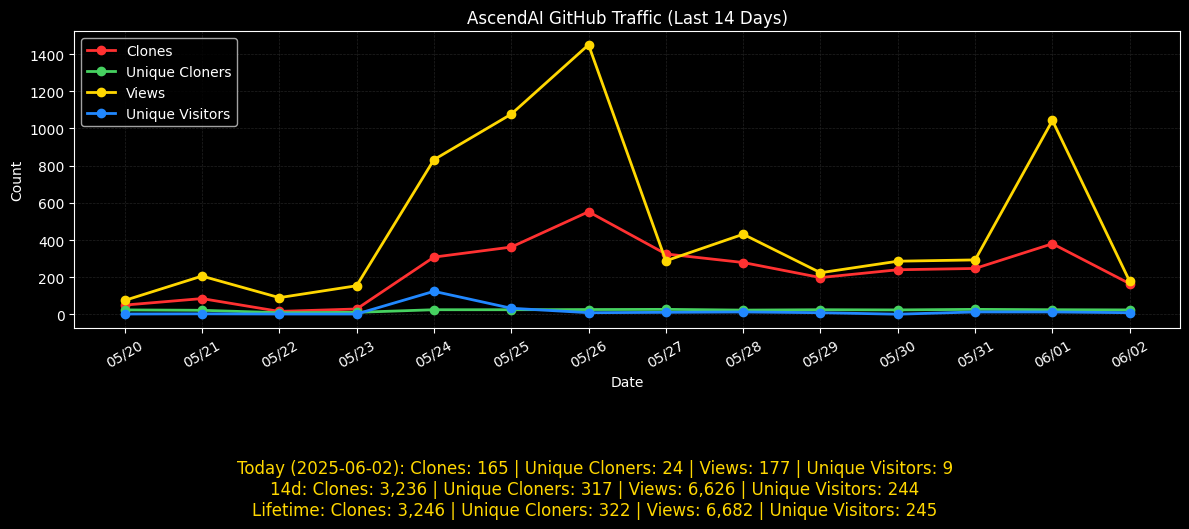 AscendAI GitHub Traffic (Last 14 Days)
Clones
Unique Cloners
Views
Unique Visitors
Count
1400
1200
1000
800
600
400
200
0
05/20 05/21 05/22 05/23 05/24 05/25 05/26 05/27 05/28 05/29 05/30 05/31 06/01 06/02
Date
Today (2025-06-02): Clones: 165 | Unique Cloners: 24 | Views: 177 | Unique Visitors: 9
14d: Clones: 3,236 | Unique Cloners: 317 | Views: 6,626 | Unique Visitors: 244
Lifetime: Clones: 3,246 | Unique Cloners: 322 | Views: 6,682 | Unique Visitors: 245